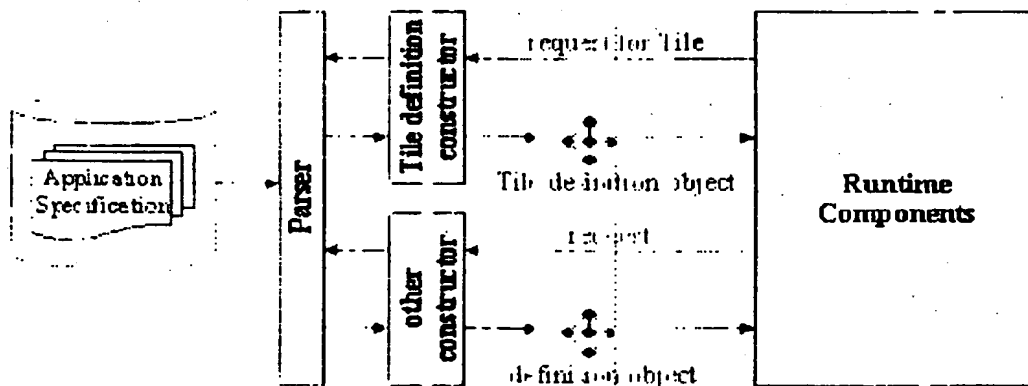 request for Tile
Tile definition
constructor
Application
Specification
Parser
Tile definition object
Runtime
Components
request
other
constructor
definition object